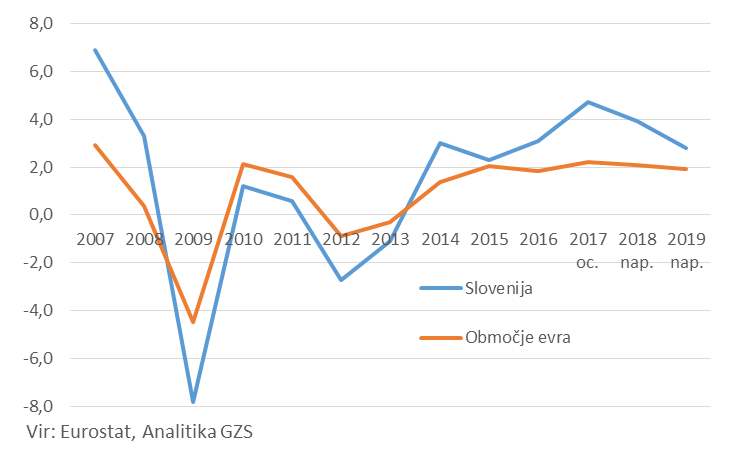 8,0
6,0
4,0
2,0
0,0
2007 2008 2009 2010 2011 2012 2013 2014 2015 2016 2017 2018 2019
oc. nap. nap.
-2,0
Slovenija
-4,0
Območje evra
-6,0
-8,0
Vir: Eurostat, Analitika GZS